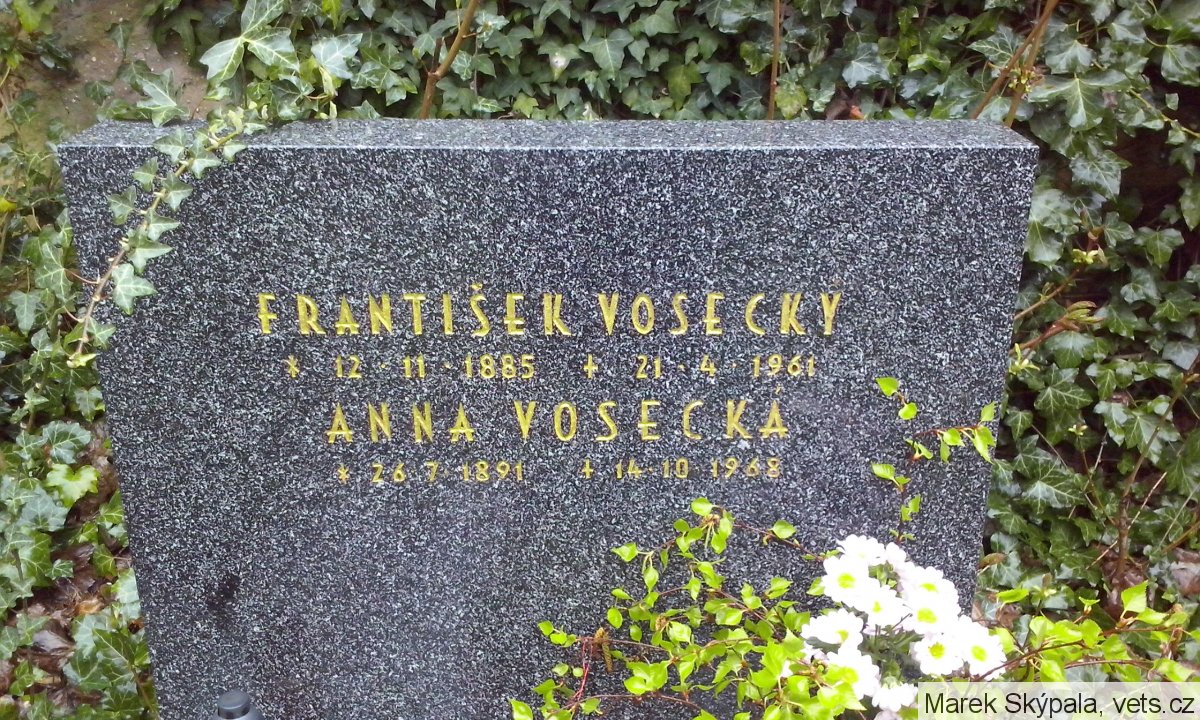 FRANTIŠEK VOSECKÝ
* 12 · 11 · 1885 + 21 · 4 · 1961
ANNA VOSECKÁ
* 26 · 7 · 1891 + 14 · 10 · 1968
Marek Skýpala, vets.cz